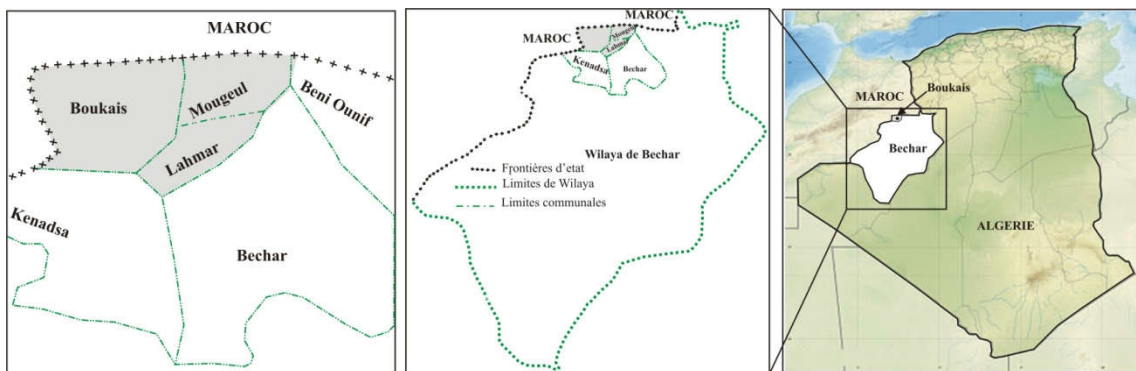 MAROC
Boukais
Mougeul
Beni Ounif
Lahmar
Kenadsa
Bechar
MAROC
MAROC
Mougeul
Lahmar
Kenadsa
Bechar
Wilaya de Bechar
Frontières d'etat
Limites de Wilaya
Limites communales
MAROC
Boukais
Bechar
ALGERIE